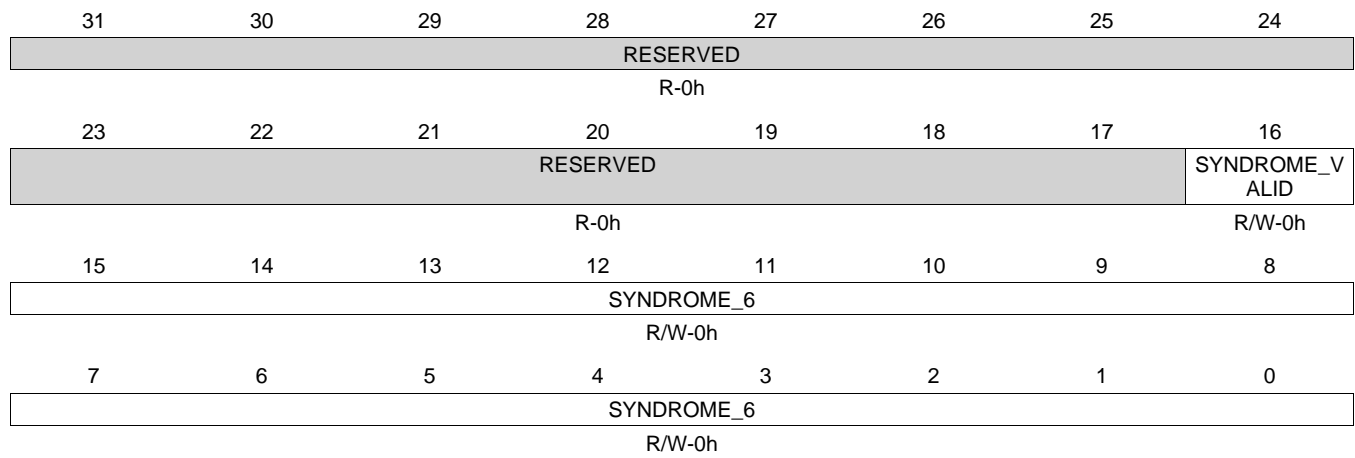 31 30 29 28 27 26 25 24
RESERVED
R-0h
23 22 21 20 19 18 17 16
RESERVED SYNDROME_V
ALID
R-0h R/W-0h
15 14 13 12 11 10 9 8
SYNDROME_6
R/W-0h
7 6 5 4 3 2 1 0
SYNDROME_6
R/W-0h